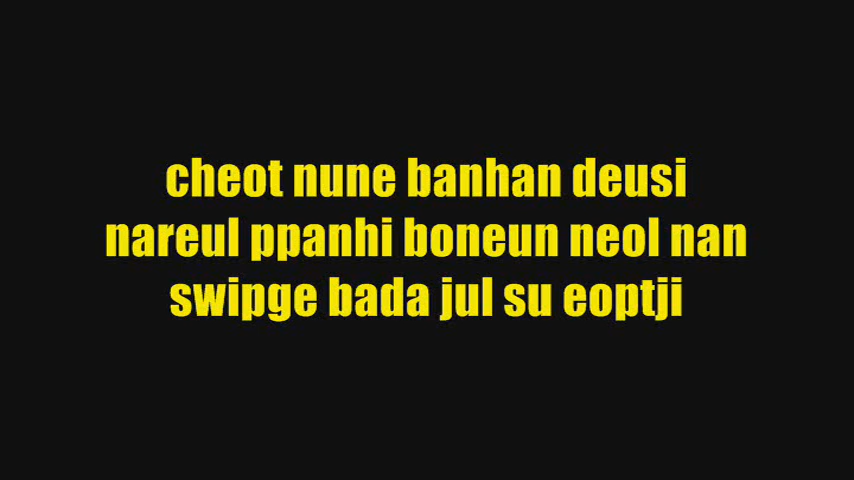 cheot nune banhan deusi
nareul ppanhi boneun neol nan
swipge bada jul su eoptji